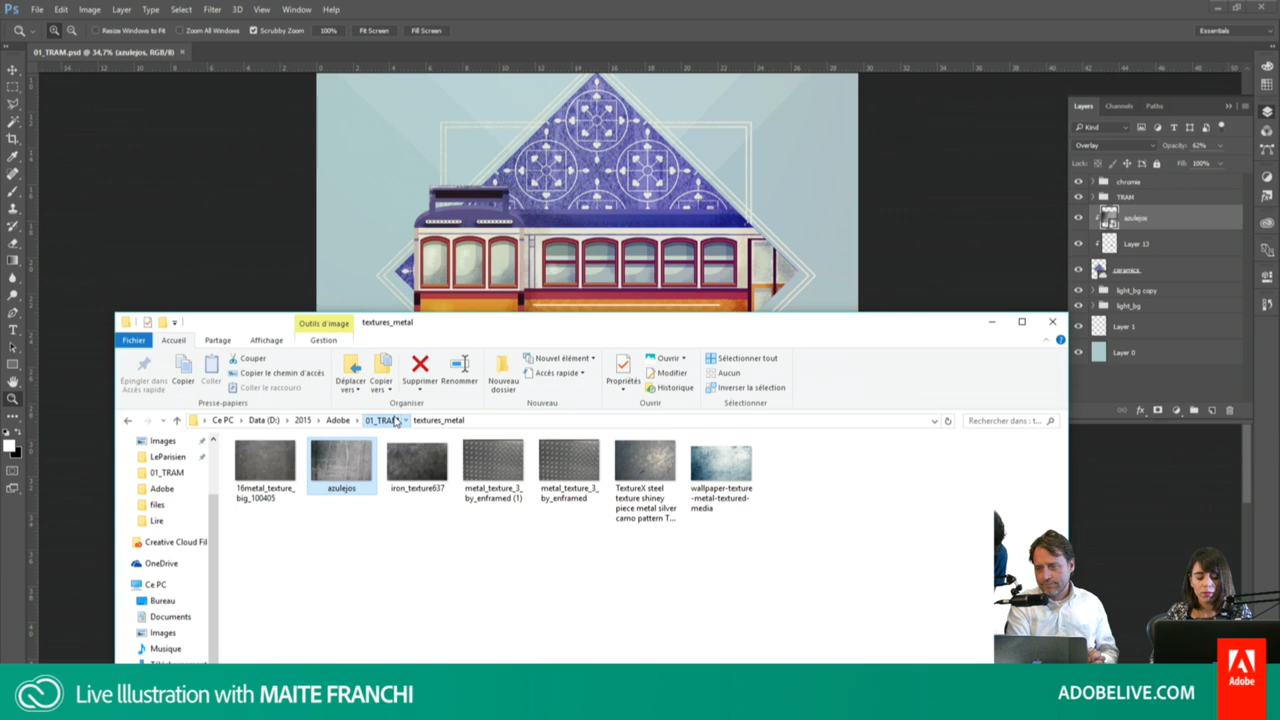 Ps File Edit Image Layer Type Select Filter 3D View Window Help
Resize Windows to Fit Zoom All Windows Scrubby Zoom 100% Fit Screen Fill Screen Essentials
01_TRAM.psd @ 34,7% (azulejos, RGB/8)
Layers Channels Paths
Kind
Overlay Opacity: 62%
Lock: Fill: 100%
chromie
TRAM
azulejos
Layer 13
ceramics
light_bg copy
light_bg
Layer 1
Layer 0
Outils d'image textures_metal
Fichier Accueil Partage Affichage Gestion
Épingler dans Accès rapide
Copier
Coller
Couper
Copier le chemin d'accès
Coller le raccourci
Presse-papiers
Déplacer vers
Copier vers
Supprimer
Renommer
Organiser
Nouveau dossier
Nouvel élément
Accès rapide
Nouveau
Propriétés
Ouvrir
Modifier
Historique
Ouvrir
Sélectionner tout
Aucun
Inverser la sélection
Sélectionner
Ce PC Data (D:) 2015 Adobe 01_TRAM textures_metal
Rechercher dans : t...
Images
LeParisien
01_TRAM
Adobe
files
Lire
Creative Cloud Fil
OneDrive
Ce PC
Bureau
Documents
Images
Musique
16metal_texture_
big_100405
azulejos
iron_texture637
metal_texture_3_
by_enframed (1)
metal_texture_3_
by_enframed
TextureX steel
texture shiney
piece metal silver
camo pattern T...
wallpaper-texture
-metal-textured-
media
Live Illustration with MAITE FRANCHI
ADOBELIVE.COM
Adobe